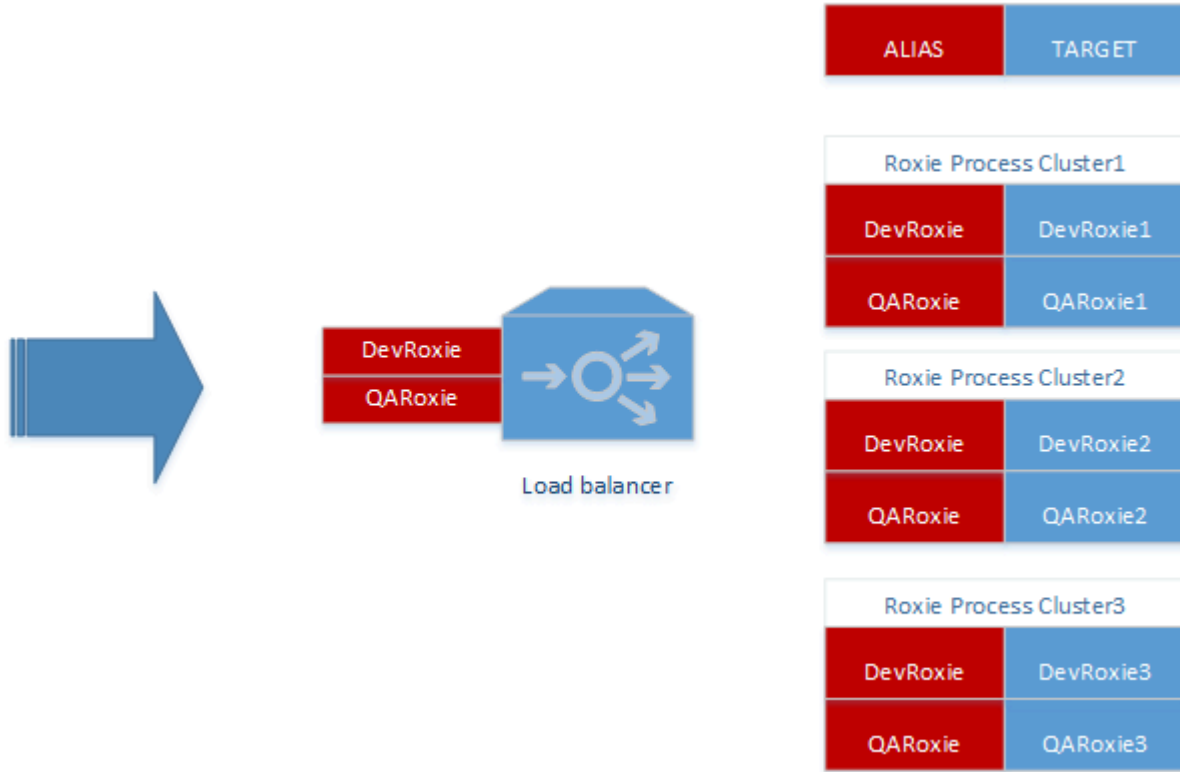 ALIAS TARGET
Roxie Process Cluster1
DevRoxie DevRoxie1
QARoxie QARoxie1
DevRoxie
QARoxie
Load balancer
Roxie Process Cluster2
DevRoxie DevRoxie2
QARoxie QARoxie2
Roxie Process Cluster3
DevRoxie DevRoxie3
QARoxie QARoxie3